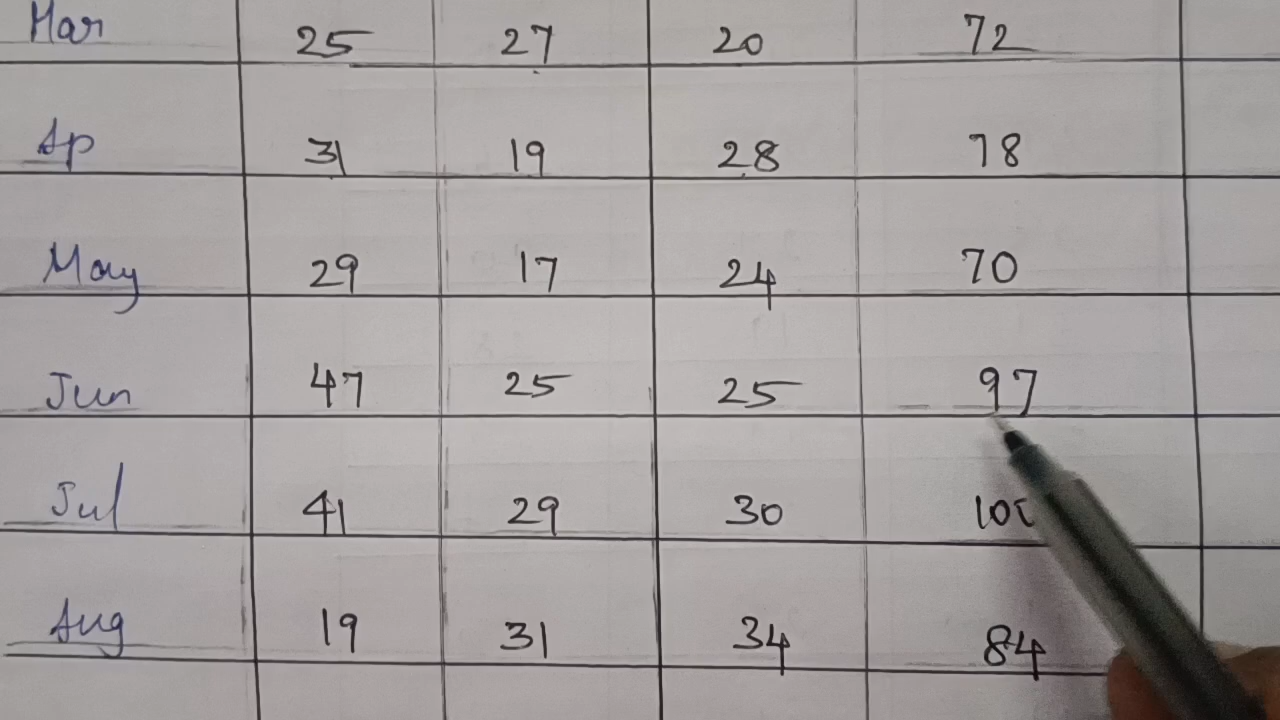 Mar 25 27 20 72
Ap 31 19 28 78
May 29 17 24 70
Jun 47 25 25 97
Jul 41 29 30
Aug 19 31 34 84